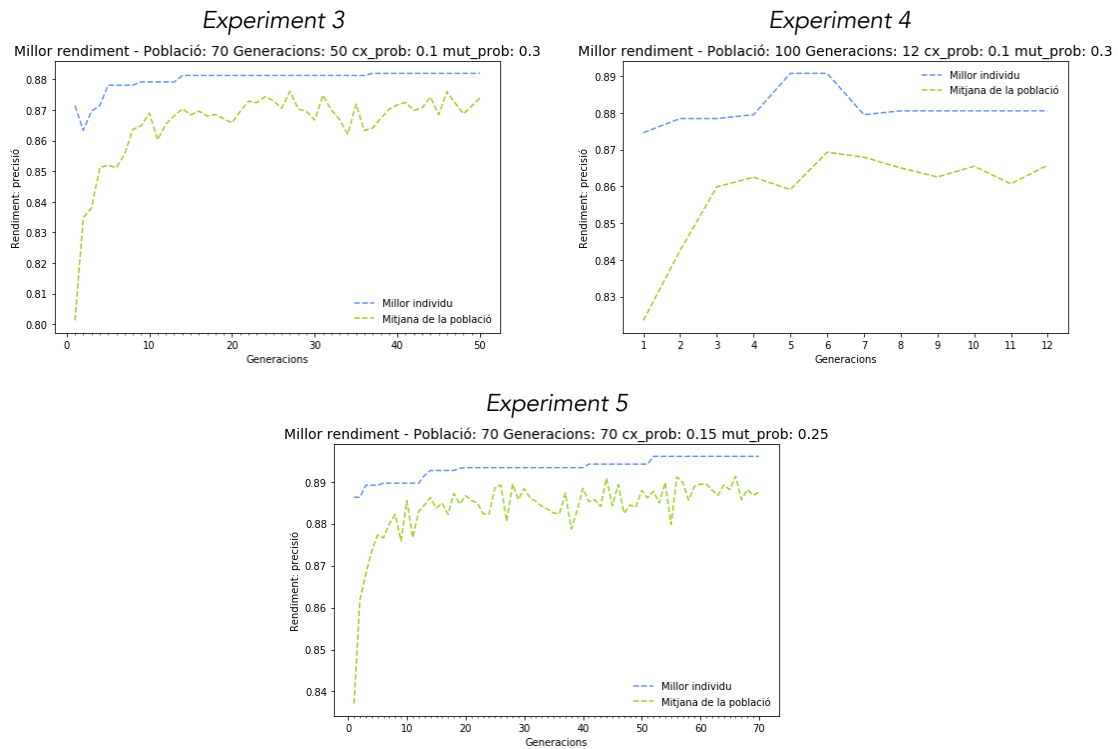 Experiment 3
Millor rendiment - Població: 70 Generacions: 50 cx_prob: 0.1 mut_prob: 0.3
0.88
0.87
0.86
0.85
0.84
0.83
0.82
0.81
0.80
Rendiment: precisió
Millor individu
Mitjana de la població
0 10 20 30 40 50
Generacions
Experiment 4
Millor rendiment - Població: 100 Generacions: 12 cx_prob: 0.1 mut_prob: 0.3
0.89
0.88
0.87
0.86
0.85
0.84
0.83
Rendiment: precisió
Millor individu
Mitjana de la població
1 2 3 4 5 6 7 8 9 10 11 12
Generacions
Experiment 5
Millor rendiment - Població: 70 Generacions: 70 cx_prob: 0.15 mut_prob: 0.25
0.89
0.88
0.87
0.86
0.85
0.84
Rendiment: precisió
Millor individu
Mitjana de la població
0 10 20 30 40 50 60 70
Generacions